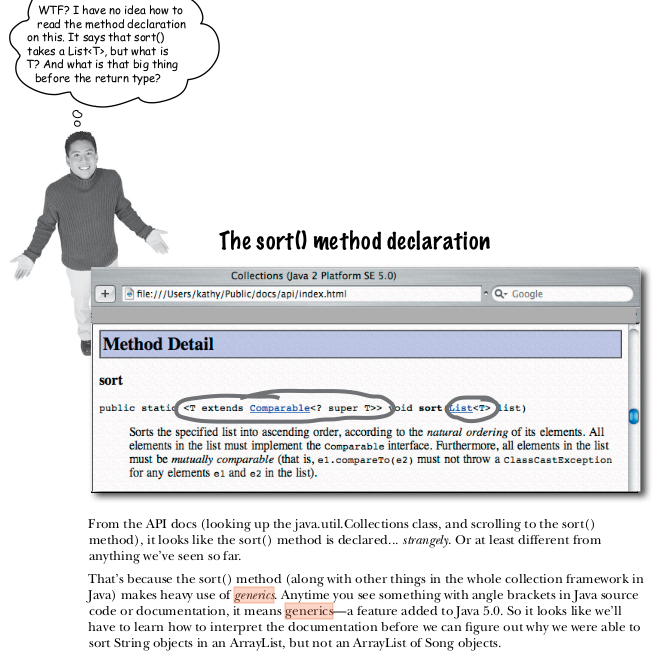 WTF? I have no idea how to
read the method declaration
on this. It says that sort()
takes a List<T>, but what is
T? And what is that big thing
before the return type?
The sort() method declaration
Collections (Java 2 Platform SE 5.0)
+ file:///Users/kathy/Public/docs/api/index.html Google
Method Detail
sort
public static <T extends Comparable<? super T>> void sort(List<T> list)
Sorts the specified list into ascending order, according to the natural ordering of its elements. All
elements in the list must implement the Comparable interface. Furthermore, all elements in the list
must be mutually comparable (that is, e1.compareTo(e2) must not throw a ClassCastException
for any elements e1 and e2 in the list).
From the API docs (looking up the java.util.Collections class, and scrolling to the sort()
method), it looks like the sort() method is declared... strangely. Or at least different from
anything we’ve seen so far.
That’s because the sort() method (along with other things in the whole collection framework in
Java) makes heavy use of generics. Anytime you see something with angle brackets in Java source
code or documentation, it means generics—a feature added to Java 5.0. So it looks like we’ll
have to learn how to interpret the documentation before we can figure out why we were able to
sort String objects in an ArrayList, but not an ArrayList of Song objects.